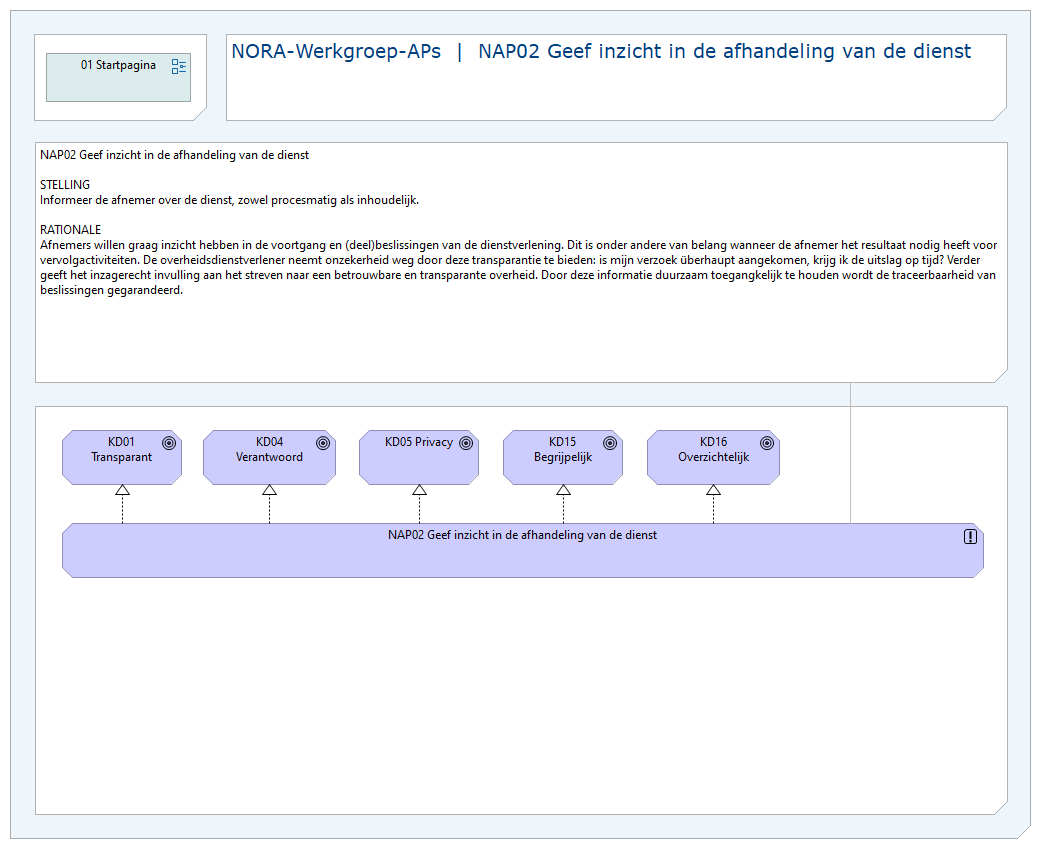 01 Startpagina
NORA-Werkgroep-APs | NAP02 Geef inzicht in de afhandeling van de dienst
NAP02 Geef inzicht in de afhandeling van de dienst
STELLING
Informeer de afnemer over de dienst, zowel procesmatig als inhoudelijk.
RATIONALE
Afnemers willen graag inzicht hebben in de voortgang en (deel)beslissingen van de dienstverlening. Dit is onder andere van belang wanneer de afnemer het resultaat nodig heeft voor
vervolgactiviteiten. De overheidsdienstverlener neemt onzekerheid weg door deze transparantie te bieden: is mijn verzoek überhaupt aangekomen, krijg ik de uitslag op tijd? Verder
geeft het inzagerecht invulling aan het streven naar een betrouwbare en transparante overheid. Door deze informatie duurzaam toegangkelijk te houden wordt de traceerbaarheid van
beslissingen gegarandeerd.
KD01
Transparant
KD04
Verantwoord
KD05 Privacy
KD15
Begrijpelijk
KD16
Overzichtelijk
NAP02 Geef inzicht in de afhandeling van de dienst